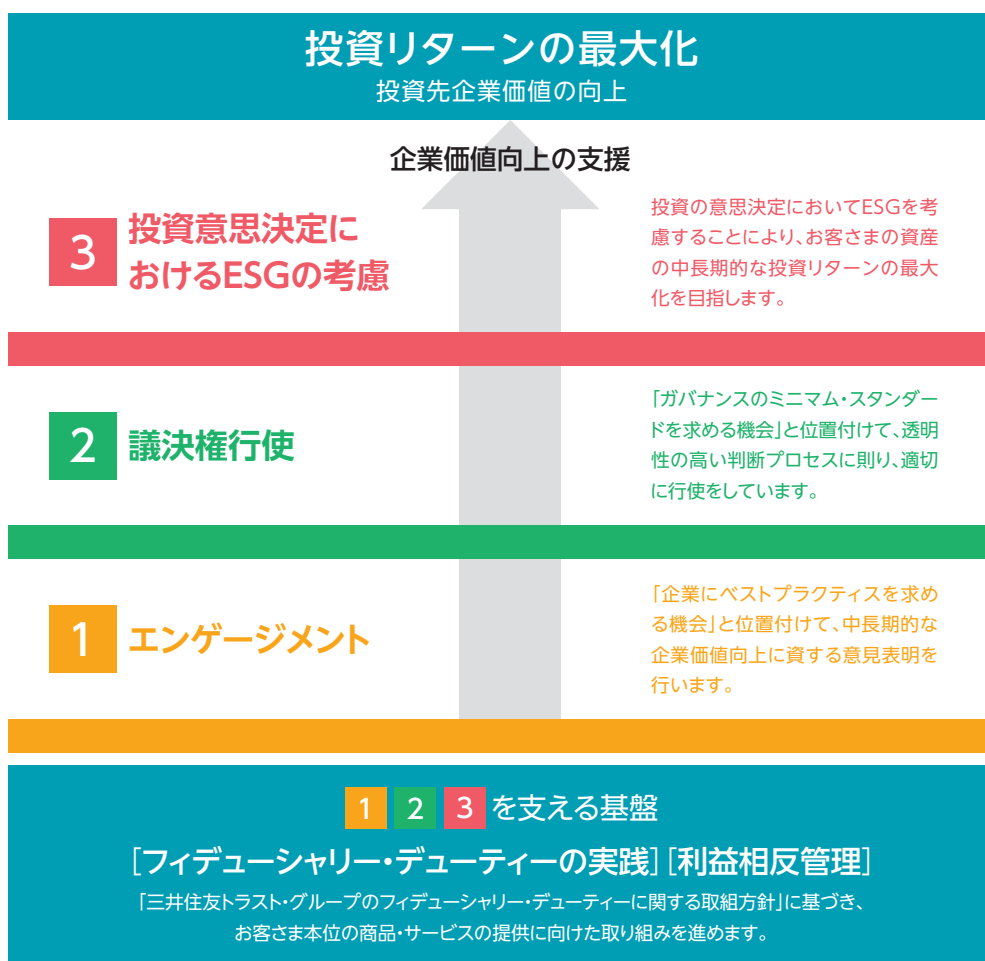 投資リターンの最大化
投資先企業価値の向上
企業価値向上の支援
3
投資意思決定に
おけるESGの考慮
投資の意思決定においてESGを考
慮することにより、お客さまの資産
の中長期的な投資リターンの最大
化を目指します。
2
議決権行使
「ガバナンスのミニマム・スタンダー
ドを求める機会」と位置付けて、透明
性の高い判断プロセスに則り、適切
に行使をしています。
1
エンゲージメント
「企業にベストプラクティスを求め
る機会」と位置付けて、中長期的な
企業価値向上に資する意見表明を
行います。
1 2 3 を支える基盤
[フィデューシャリー・デューティーの実践][利益相反管理]
「三井住友トラスト・グループのフィデューシャリー・デューティーに関する取組方針」に基づき、
お客さま本位の商品・サービスの提供に向けた取り組みを進めます。